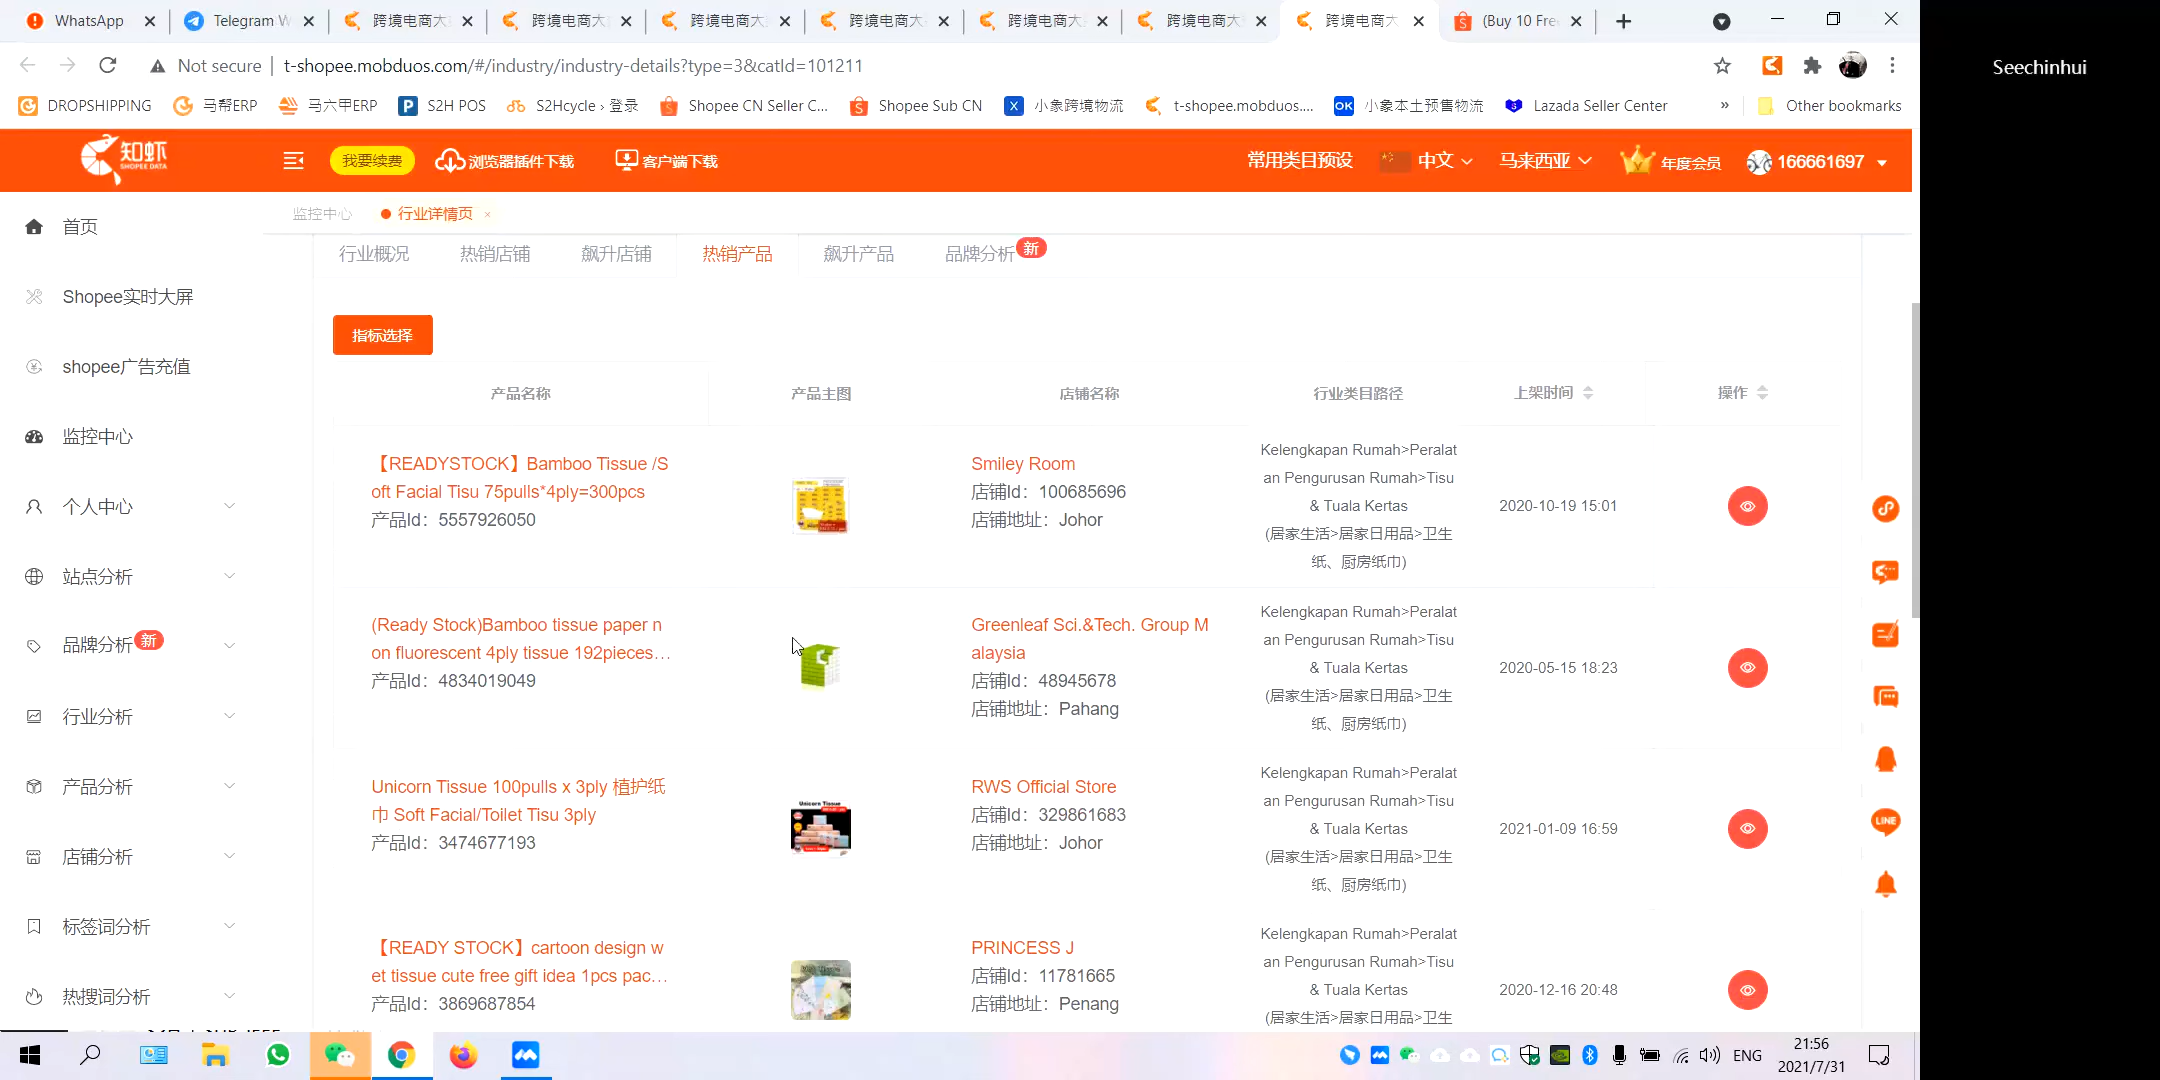 WhatsApp
Telegram W
跨境电商大
跨境电商大
跨境电商大
跨境电商大
跨境电商大
跨境电商大
跨境电商大
(Buy 10 Fre
Seechinhui
Not secure
t-shopee.mobduos.com/#/industry/industry-details?type=3&catId=101211
DROPSHIPPING
马帮ERP
马六甲ERP
S2H POS
S2Hcycle › 登录
Shopee CN Seller C...
Shopee Sub CN
小象跨境物流
t-shopee.mobduos....
OK
小象本土预售物流
Lazada Seller Center
»
Other bookmarks
知虾
SHOPEE DATA
我要续费
浏览器插件下载
客户端下载
常用类目预设
中文
马来西亚
年度会员
166661697
监控中心
行业详情页
首页
Shopee实时大屏
shopee广告充值
监控中心
个人中心
站点分析
品牌分析 新
行业分析
产品分析
店铺分析
标签词分析
热搜词分析
行业概况
热销店铺
飙升店铺
热销产品
飙升产品
品牌分析 新
指标选择
产品名称
产品主图
店铺名称
行业类目路径
上架时间
操作
【READYSTOCK】Bamboo Tissue /S
oft Facial Tisu 75pulls*4ply=300pcs
产品Id：5557926050
Smiley Room
店铺Id：100685696
店铺地址：Johor
Kelengkapan Rumah>Peralat
an Pengurusan Rumah>Tisu
& Tuala Kertas
(居家生活>居家日用品>卫生
纸、厨房纸巾)
2020-10-19 15:01
(Ready Stock)Bamboo tissue paper n
on fluorescent 4ply tissue 192pieces...
产品Id：4834019049
Greenleaf Sci.&Tech. Group M
alaysia
店铺Id：48945678
店铺地址：Pahang
Kelengkapan Rumah>Peralat
an Pengurusan Rumah>Tisu
& Tuala Kertas
(居家生活>居家日用品>卫生
纸、厨房纸巾)
2020-05-15 18:23
Unicorn Tissue 100pulls x 3ply 植护纸
巾 Soft Facial/Toilet Tisu 3ply
产品Id：3474677193
Unicorn Tissue
RWS Official Store
店铺Id：329861683
店铺地址：Johor
Kelengkapan Rumah>Peralat
an Pengurusan Rumah>Tisu
& Tuala Kertas
(居家生活>居家日用品>卫生
纸、厨房纸巾)
2021-01-09 16:59
【READY STOCK】cartoon design w
et tissue cute free gift idea 1pcs pac...
产品Id：3869687854
PRINCESS J
店铺Id：11781665
店铺地址：Penang
Kelengkapan Rumah>Peralat
an Pengurusan Rumah>Tisu
& Tuala Kertas
(居家生活>居家日用品>卫生
2020-12-16 20:48
LINE
ENG
21:56
2021/7/31